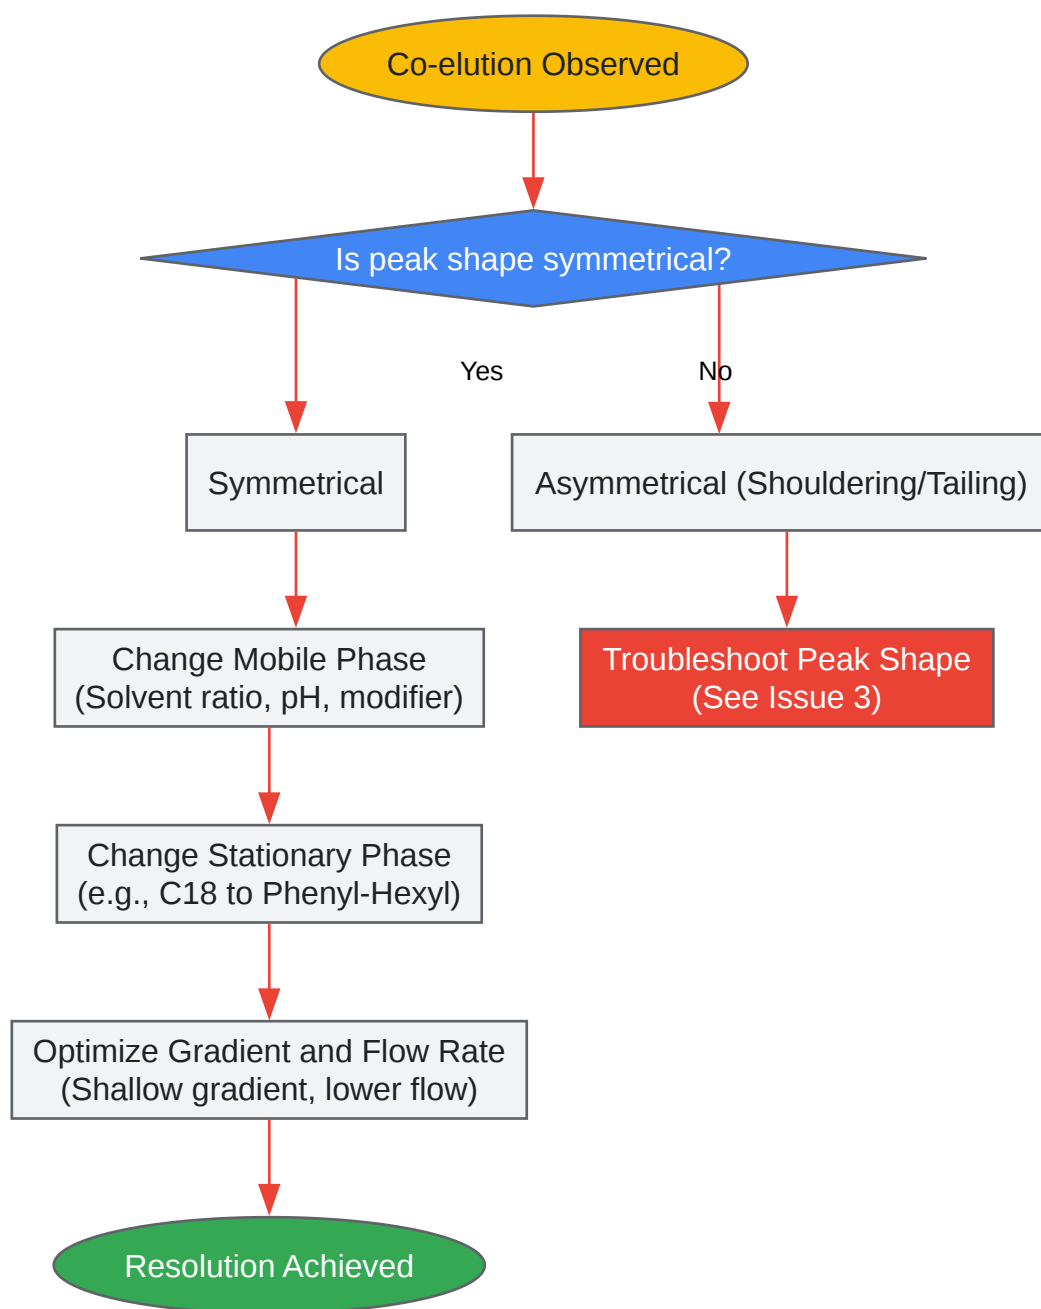 Co-elution Observed
Is peak shape symmetrical?
Yes
No
Symmetrical
Asymmetrical (Shouldering/Tailing)
Change Mobile Phase
(Solvent ratio, pH, modifier)
Troubleshoot Peak Shape
(See Issue 3)
Change Stationary Phase
(e.g., C18 to Phenyl-Hexyl)
Optimize Gradient and Flow Rate
(Shallow gradient, lower flow)
Resolution Achieved